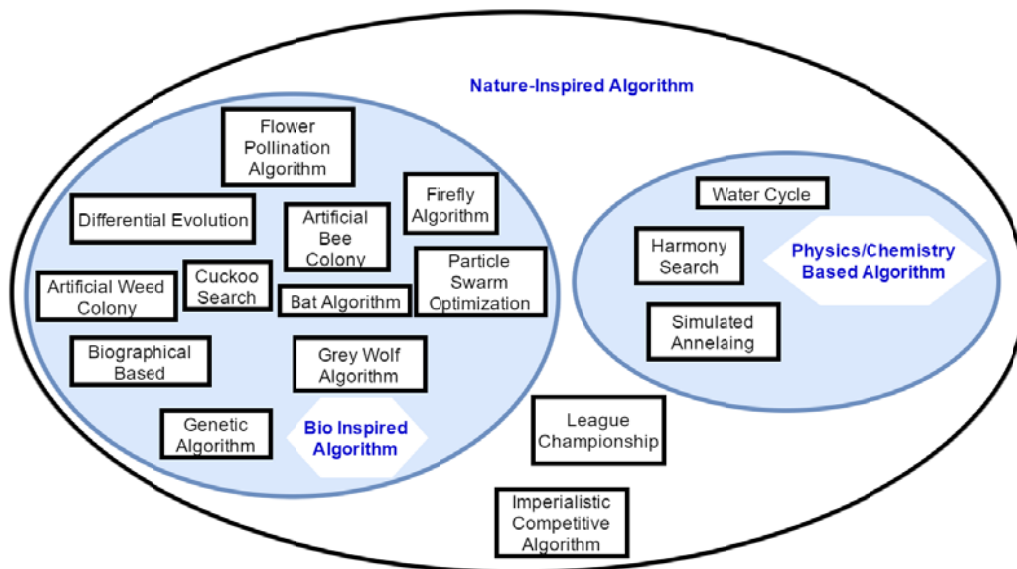 Nature-Inspired Algorithm
Flower
Pollination
Algorithm
Differential Evolution
Artificial
Bee
Colony
Firefly
Algorithm
Artificial Weed
Colony
Cuckoo
Search
Bat Algorithm
Particle
Swarm
Optimization
Biographical
Based
Grey Wolf
Algorithm
Genetic
Algorithm
Bio Inspired
Algorithm
Water Cycle
Harmony
Search
Physics/Chemistry
Based Algorithm
Simulated
Annelaing
League
Championship
Imperialistic
Competitive
Algorithm